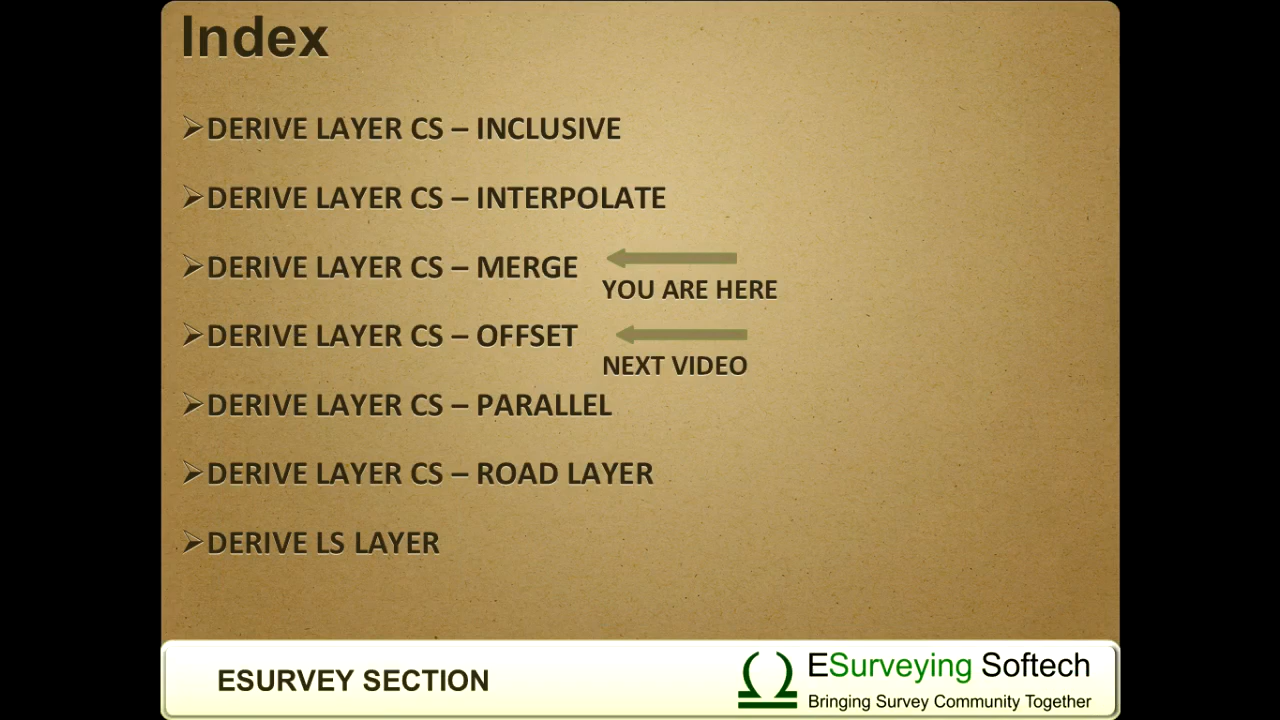 Index
➢DERIVE LAYER CS – INCLUSIVE
➢DERIVE LAYER CS – INTERPOLATE
➢DERIVE LAYER CS – MERGE
YOU ARE HERE
➢DERIVE LAYER CS – OFFSET
NEXT VIDEO
➢DERIVE LAYER CS – PARALLEL
➢DERIVE LAYER CS – ROAD LAYER
➢DERIVE LS LAYER
ESURVEY SECTION
ESurveying Softech
Bringing Survey Community Together